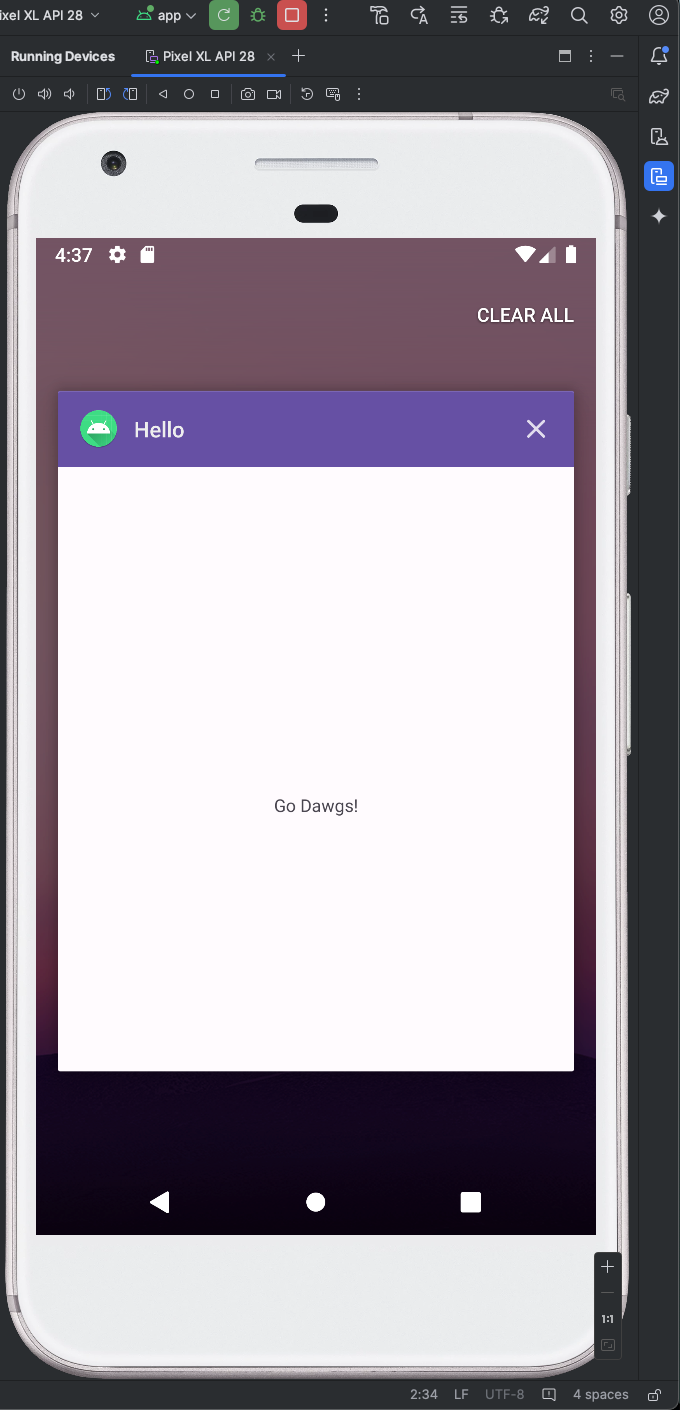 ixel XL API 28
app
Running Devices
Pixel XL API 28
4:37
CLEAR ALL
Hello
Go Dawgs!
1:1
2:34 LF UTF-8 4 spaces